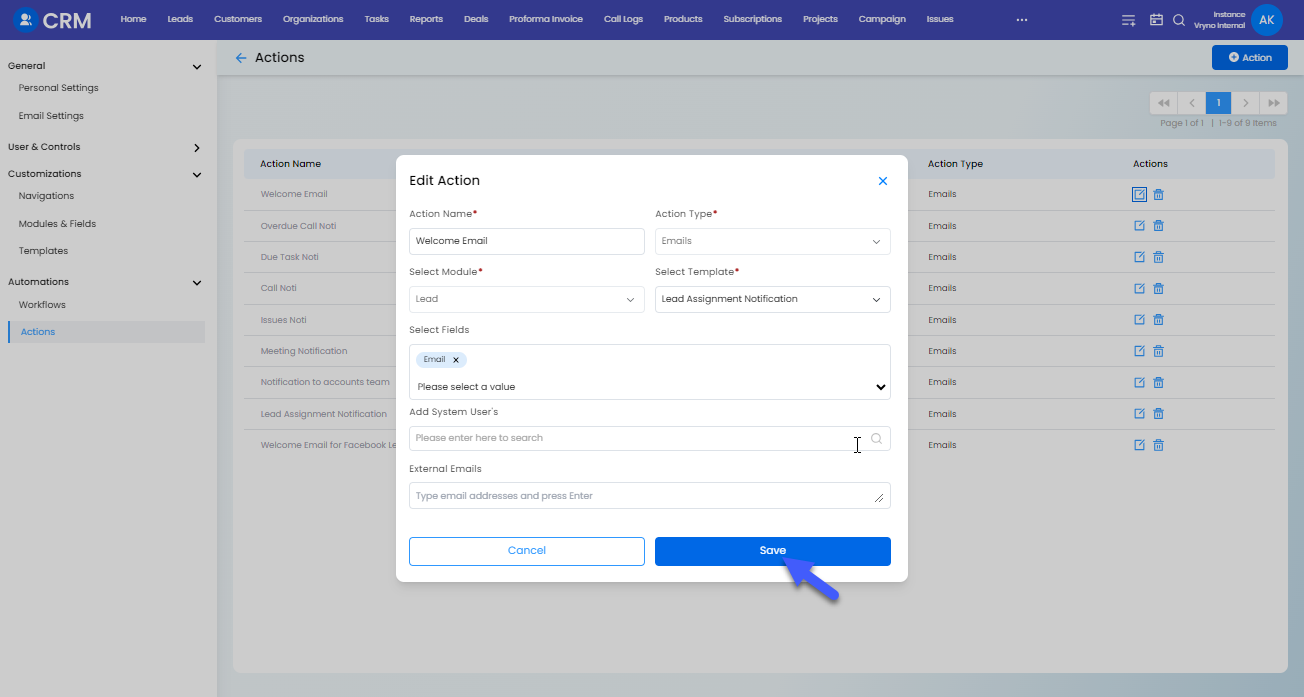 CRM
Home Leads Customers Organizations Tasks Reports Deals Proforma Invoice Call Logs Products Subscriptions Projects Campaign Issues ...
Instance
Vryno Internal
AK
General
Personal Settings
Email Settings
User & Controls
Customizations
Navigations
Modules & Fields
Templates
Automations
Workflows
Actions
Actions
Action
1
Page 1 of 1 | 1-9 of 9 Items
Action Name Action Type Actions
Welcome Email Emails
Overdue Call Noti Emails
Due Task Noti Emails
Call Noti Emails
Issues Noti Emails
Meeting Notification Emails
Notification to accounts team Emails
Lead Assignment Notification Emails
Welcome Email for Facebook Le Emails
Edit Action
Action Name* Action Type*
Welcome Email Emails
Select Module* Select Template*
Lead Lead Assignment Notification
Select Fields
Email x
Please select a value
Add System User's
Please enter here to search
External Emails
Type email addresses and press Enter
Cancel Save